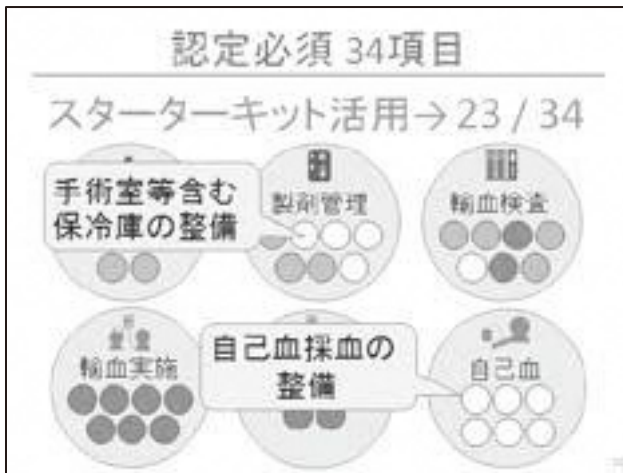 認定必須 34項目
スターターキット活用→23 / 34
手術室等含む
保冷庫の整備
製剤管理
輸血検査
輸血実施
自己血採血の
整備
自己血